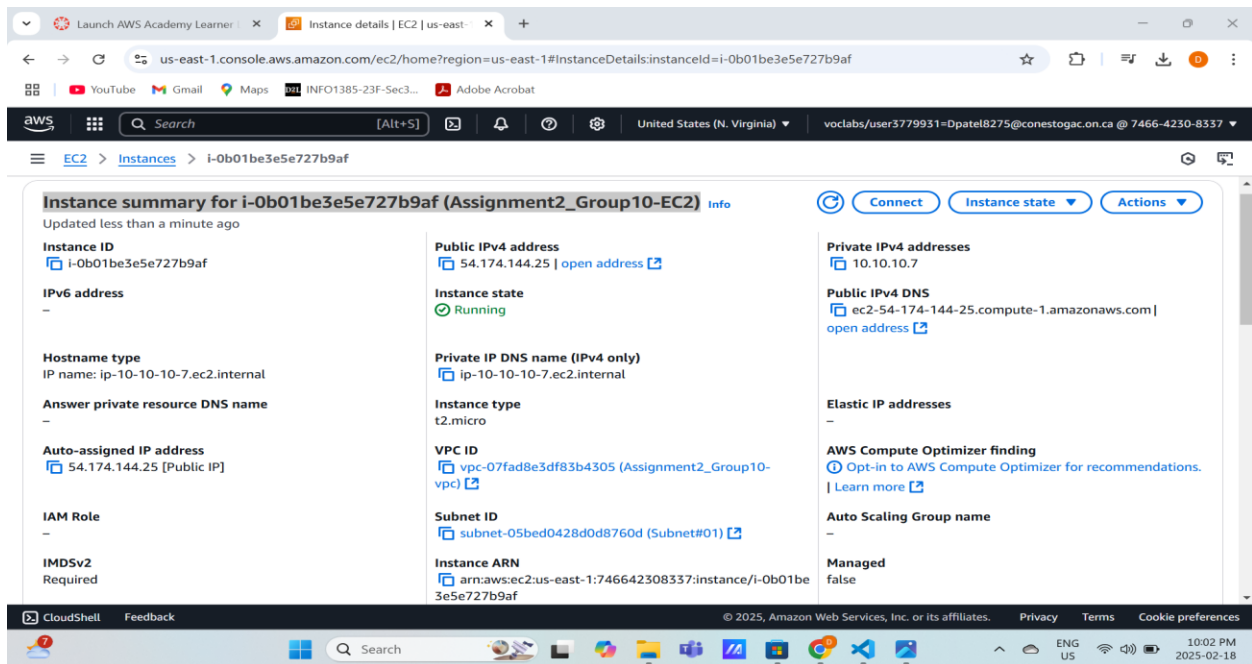 Launch AWS Academy Learner
Instance details | EC2 | us-east-
us-east-1.console.aws.amazon.com/ec2/home?region=us-east-1#InstanceDetails:instanceId=i-0b01be3e5e727b9af
D
YouTube
Gmail
Maps
D2L
INFO1385-23F-Sec3...
Adobe Acrobat
aws
Search
[Alt+S]
United States (N. Virginia) ▼
voclabs/user3779931=Dpatel8275@conestogac.on.ca @ 7466-4230-8337 ▼
EC2 > Instances > i-0b01be3e5e727b9af
Instance summary for i-0b01be3e5e727b9af (Assignment2_Group10-EC2) Info
Connect
Instance state ▼
Actions ▼
Updated less than a minute ago
Instance ID
i-0b01be3e5e727b9af
Public IPv4 address
54.174.144.25 | open address
Private IPv4 addresses
10.10.10.7
IPv6 address
–
Instance state
Running
Public IPv4 DNS
ec2-54-174-144-25.compute-1.amazonaws.com |
open address
Hostname type
IP name: ip-10-10-10-7.ec2.internal
Private IP DNS name (IPv4 only)
ip-10-10-10-7.ec2.internal
Answer private resource DNS name
–
Instance type
t2.micro
Elastic IP addresses
–
Auto-assigned IP address
54.174.144.25 [Public IP]
VPC ID
vpc-07fad8e3df83b4305 (Assignment2_Group10-
vpc)
AWS Compute Optimizer finding
Opt-in to AWS Compute Optimizer for recommendations.
| Learn more
IAM Role
–
Subnet ID
subnet-05bed0428d0d8760d (Subnet#01)
Auto Scaling Group name
–
IMDSv2
Required
Instance ARN
arn:aws:ec2:us-east-1:746642308337:instance/i-0b01be
3e5e727b9af
Managed
false
CloudShell
Feedback
© 2025, Amazon Web Services, Inc. or its affiliates.
Privacy
Terms
Cookie preferences
7
Search
ENG
US
10:02 PM
2025-02-18